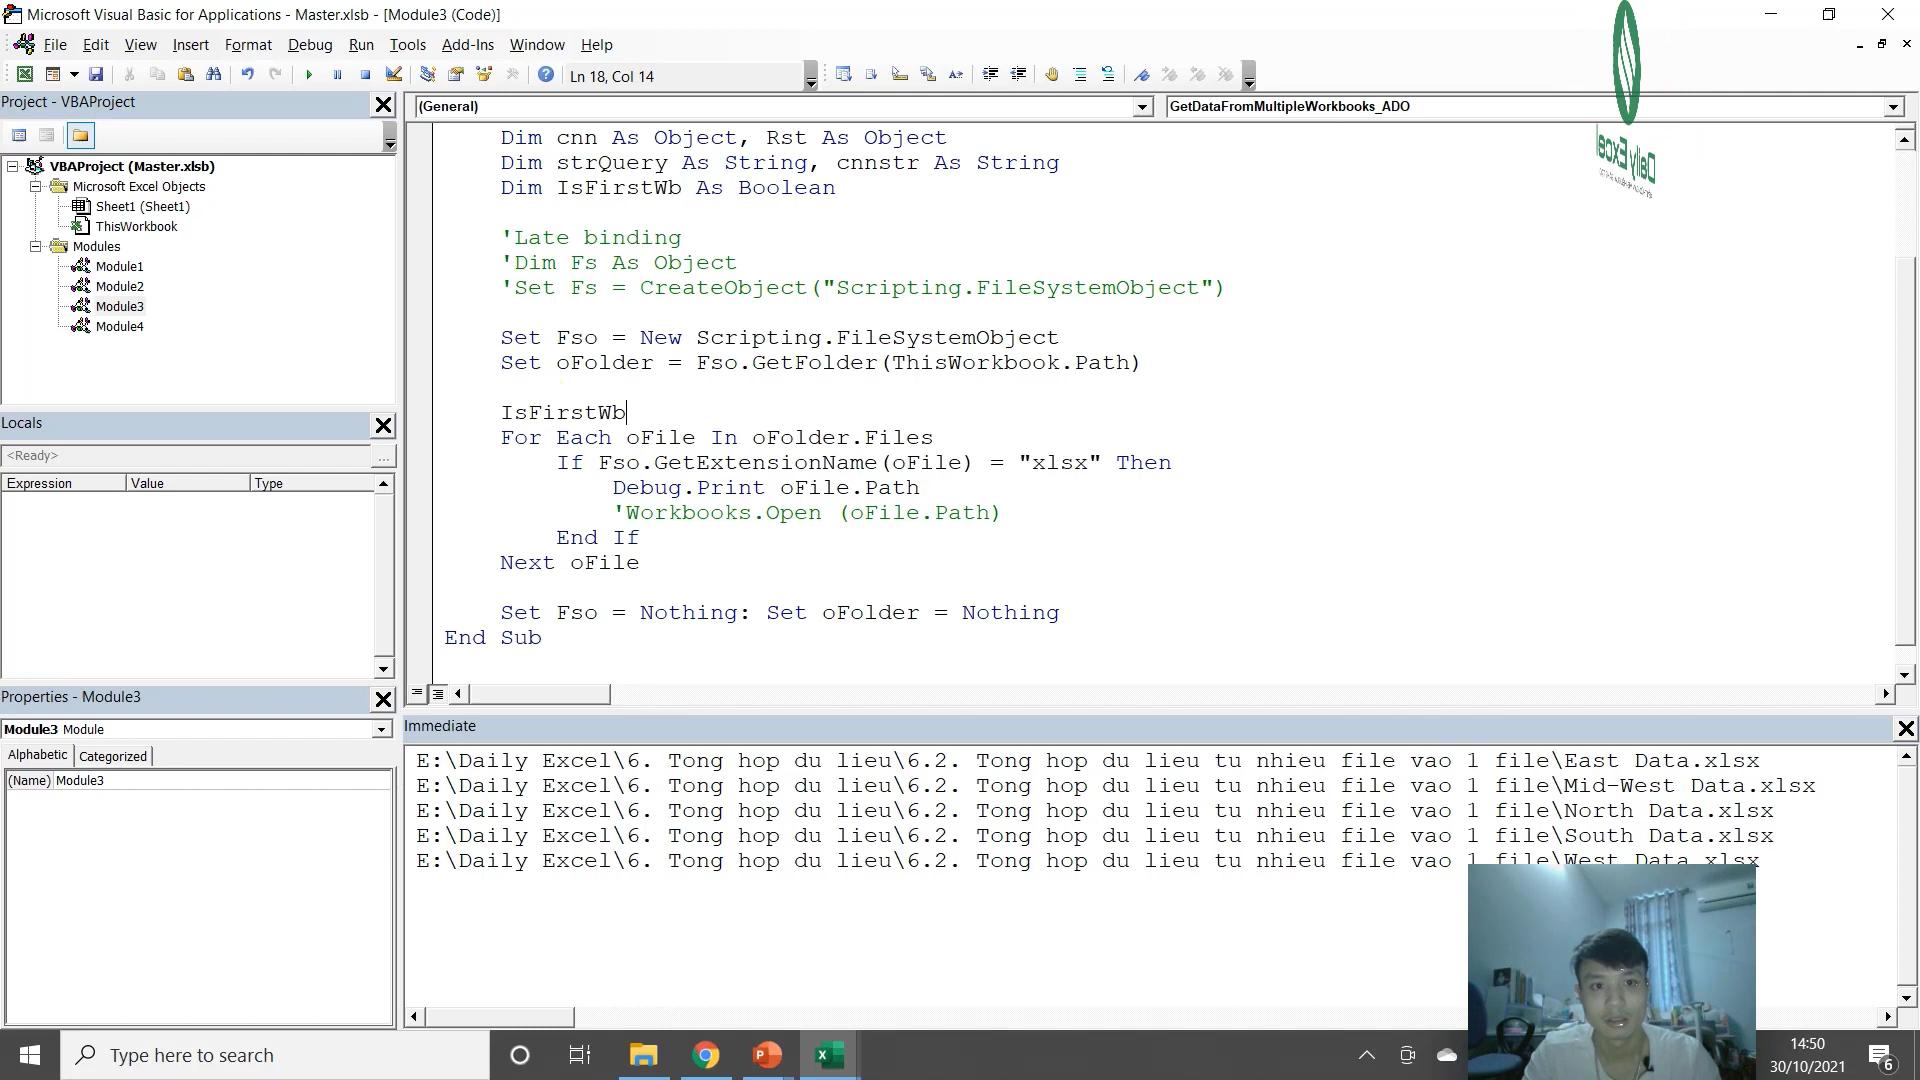 Microsoft Visual Basic for Applications - Master.xlsb - [Module3 (Code)]
File Edit View Insert Format Debug Run Tools Add-Ins Window Help
Ln 18, Col 14
Project - VBAProject
(General) GetDataFromMultipleWorkbooks_ADO
VBAProject (Master.xlsb)
Microsoft Excel Objects
Sheet1 (Sheet1)
ThisWorkbook
Modules
Module1
Module2
Module3
Module4
Dim cnn As Object, Rst As Object
Dim strQuery As String, cnnstr As String
Dim IsFirstWb As Boolean
'Late binding
'Dim Fs As Object
'Set Fs = CreateObject("Scripting.FileSystemObject")
Set Fso = New Scripting.FileSystemObject
Set oFolder = Fso.GetFolder(ThisWorkbook.Path)
IsFirstWb
For Each oFile In oFolder.Files
If Fso.GetExtensionName(oFile) = "xlsx" Then
Debug.Print oFile.Path
'Workbooks.Open (oFile.Path)
End If
Next oFile
Set Fso = Nothing: Set oFolder = Nothing
End Sub
Daily Excel
Locals
<Ready>
...
Expression Value Type
Properties - Module3
Module3 Module
Alphabetic Categorized
(Name) Module3
Immediate
E:\Daily Excel\6. Tong hop du lieu\6.2. Tong hop du lieu tu nhieu file vao 1 file\East Data.xlsx
E:\Daily Excel\6. Tong hop du lieu\6.2. Tong hop du lieu tu nhieu file vao 1 file\Mid-West Data.xlsx
E:\Daily Excel\6. Tong hop du lieu\6.2. Tong hop du lieu tu nhieu file vao 1 file\North Data.xlsx
E:\Daily Excel\6. Tong hop du lieu\6.2. Tong hop du lieu tu nhieu file vao 1 file\South Data.xlsx
E:\Daily Excel\6. Tong hop du lieu\6.2. Tong hop du lieu tu nhieu file vao 1 file\West Data.xlsx
Type here to search
14:50
30/10/2021
6